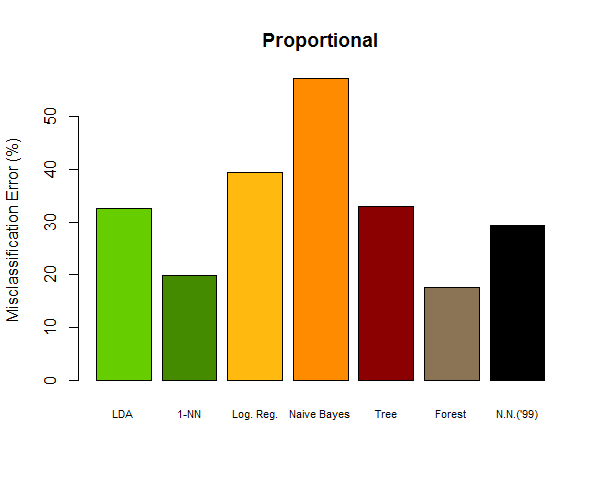 Proportional
Misclassification Error (%)
50
40
30
20
10
0
LDA 1-NN Log. Reg. Naive Bayes Tree Forest N.N.('99)